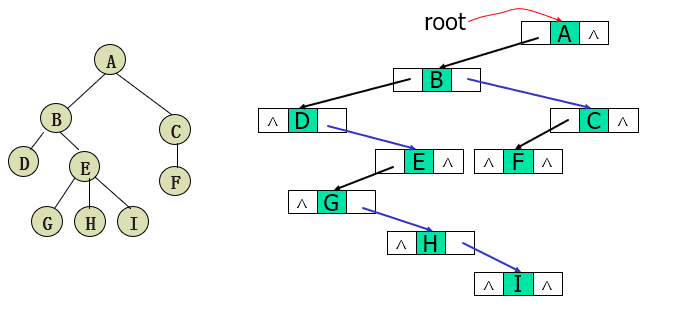 A
B
C
D
E
F
G H I
root
A ^
B
^ D
C ^
E ^
^ F ^
^ G
^ H
^ I ^